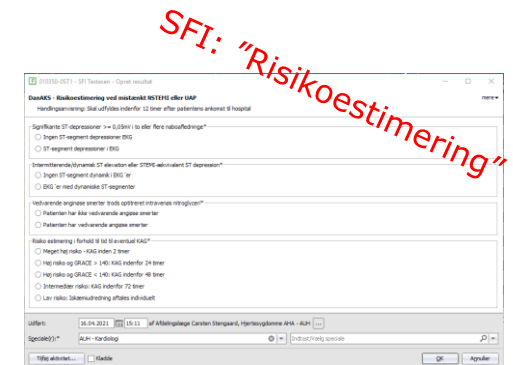 SFI: "Risikoestimering"
010350-0ST1 - SFI Testesen - Opret resultat
DanAKS - Risikoestimering ved mistænkt NSTEMI eller UAP
mere
Handlingsanvisning: Skal udfyldes indenfor 12 timer efter patientens ankomst til hospital
Signifikante ST-depressioner >= 0,05mV i to eller flere naboafledninger*
Ingen ST-segment depressioner EKG
ST-segment depressioner i EKG
Intermitterende/dynamisk ST elevation eller STEMI-ækvivalent ST depression*
Ingen ST-segment dynamik i EKG´er
EKG´er med dynamiske ST-segmenter
Vedvarende anginøse smerter trods optitreret intravenøs nitroglycerin*
Patienten har ikke vedvarende anginøse smerter
Patienten har vedvarende anginøse smerter
Risiko estimering i forhold til tid til eventuel KAG*
Meget høj risiko - KAG inden 2 timer
Høj risiko og GRACE > 140: KAG indenfor 24 timer
Høj risiko og GRACE < 140: KAG indenfor 48 timer
Intermediær risiko: KAG indenfor 72 timer
Lav risiko: Iskæmiudredning aftales individuelt
Udført: 16.04.2021 15:11 af Afdelingslæge Carsten Stengaard, Hjertesygdomme AHA - AUH ...
Speciale(r):* AUH - Kardiologi Indtast/Vælg speciale
Tilføj aktivitet... Kladde OK Annuller